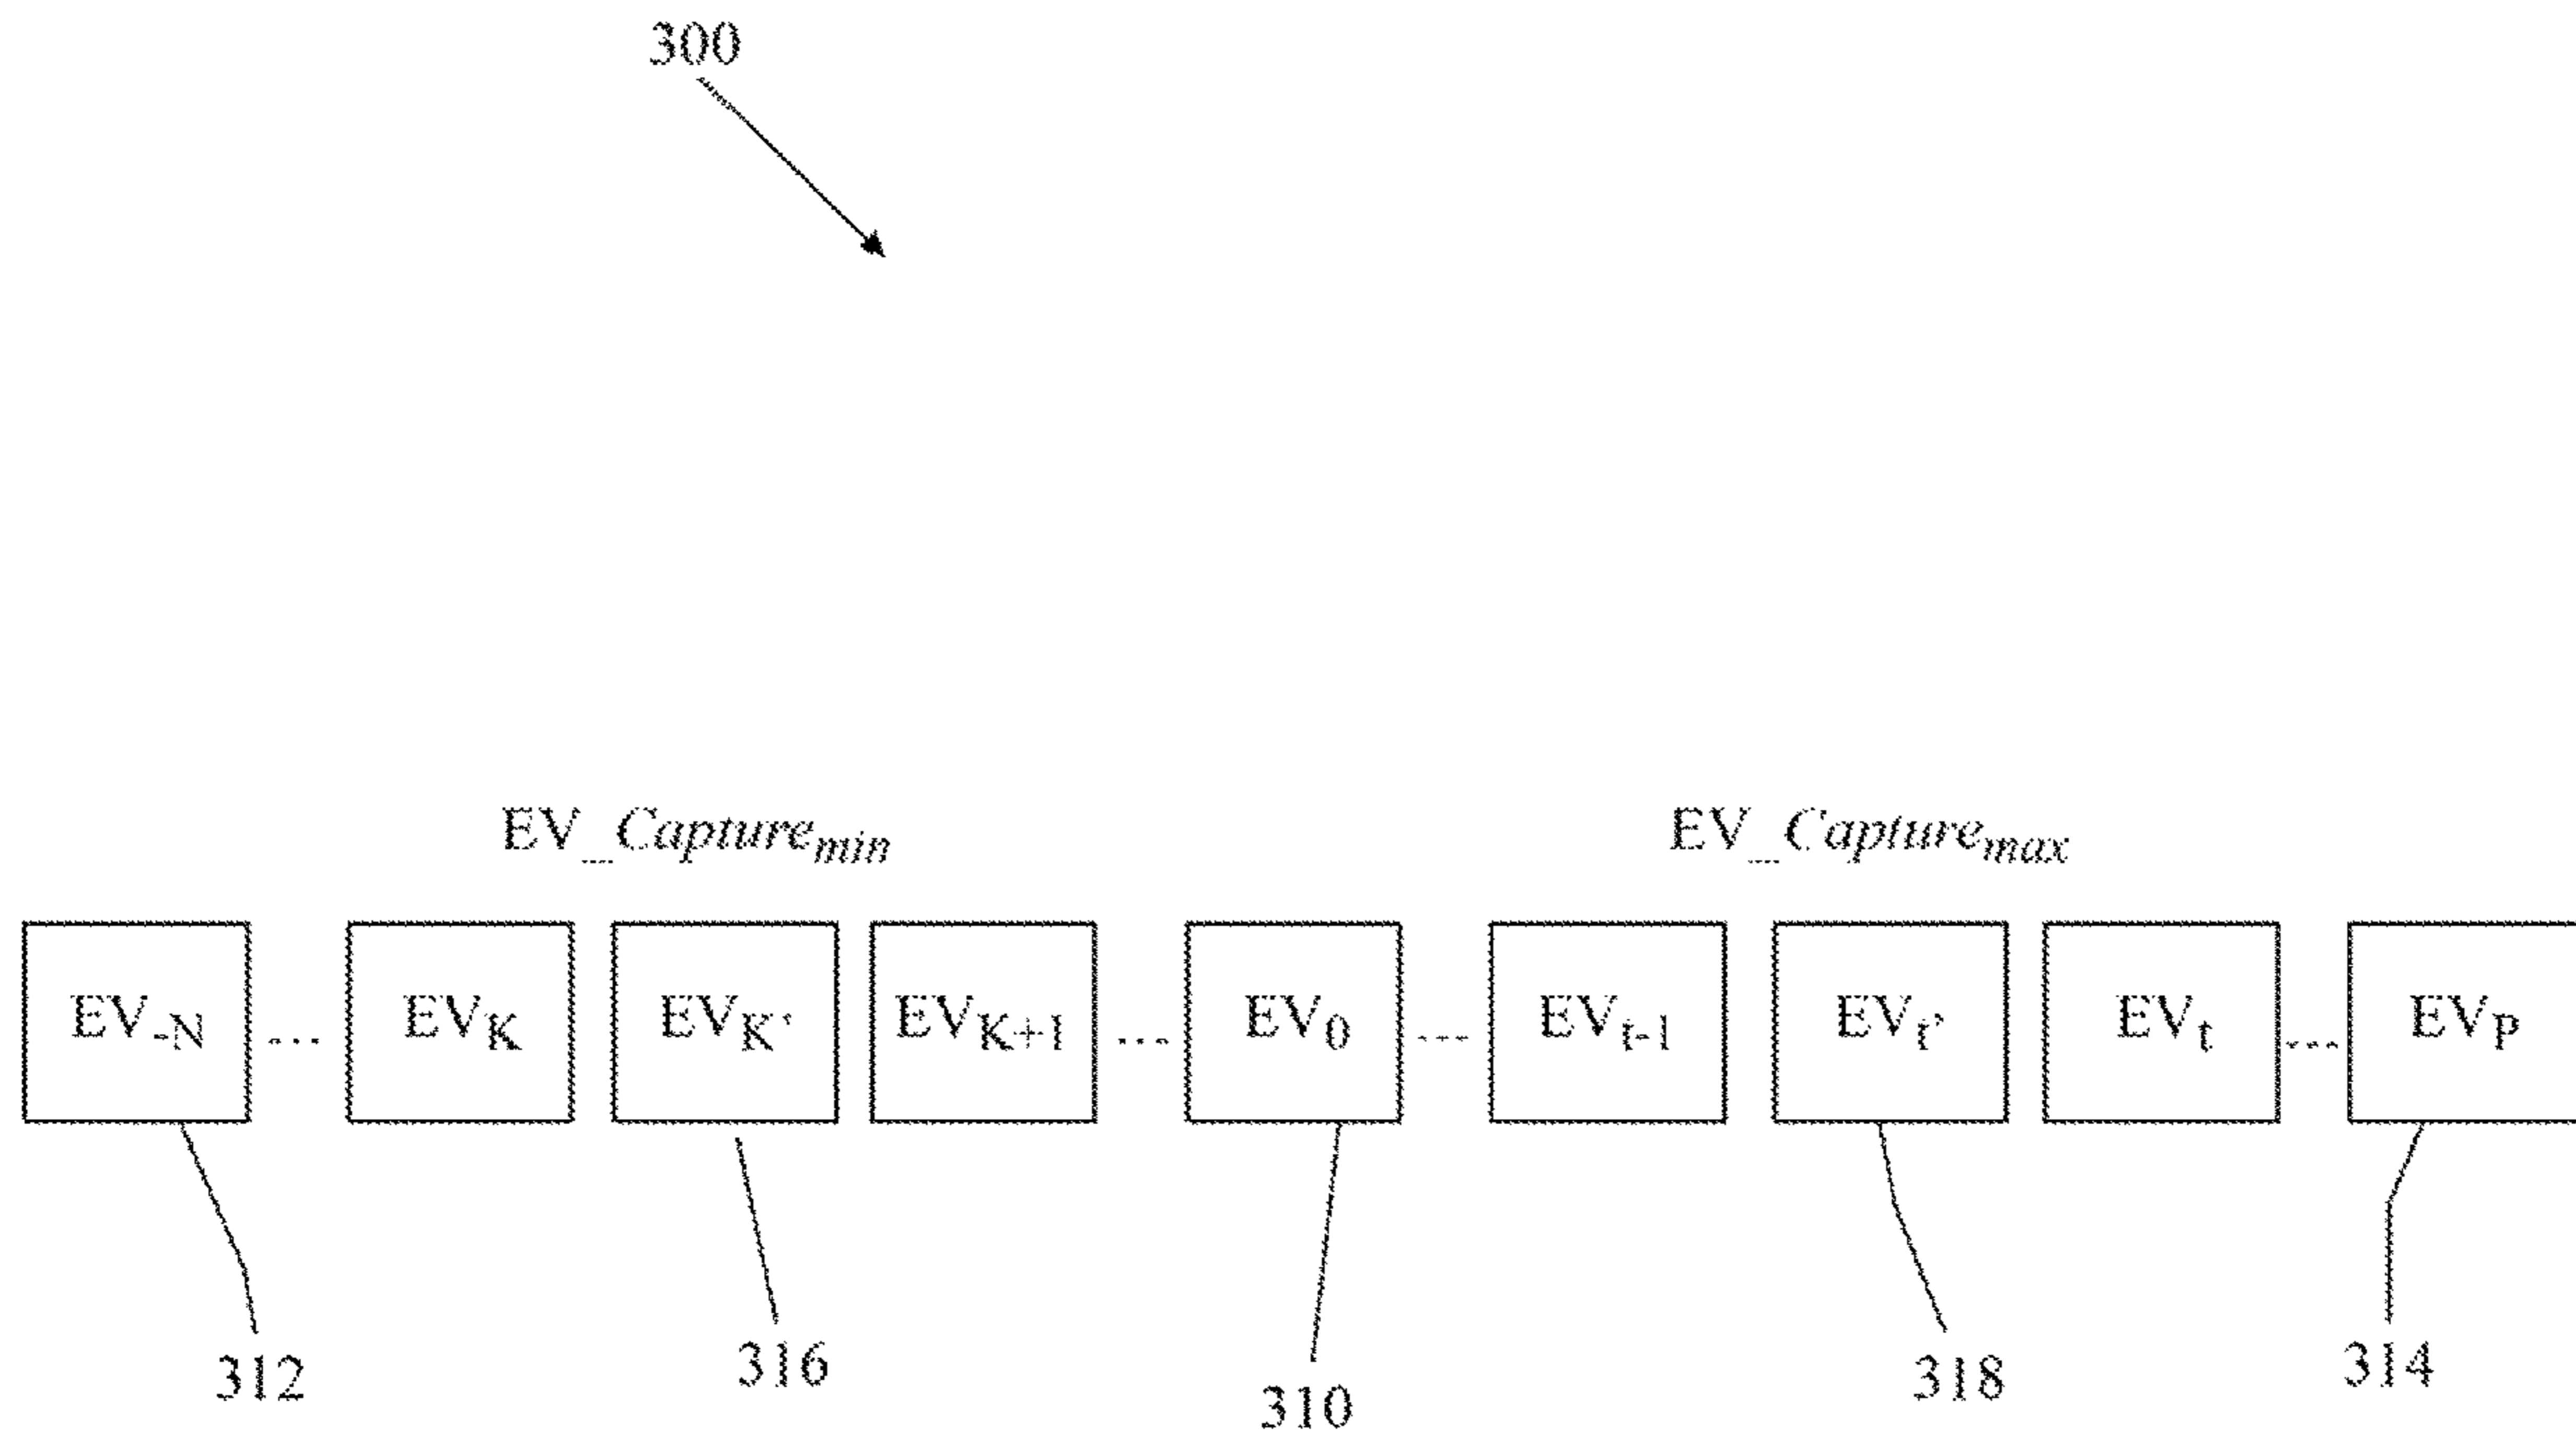 300
EV_Capture_min EV_Capture_max
EV_-N ... EV_K EV_K' EV_K+1 ... EV_0 ... EV_t-1 EV_t' EV_t ... EV_P
312 316 310 318 314